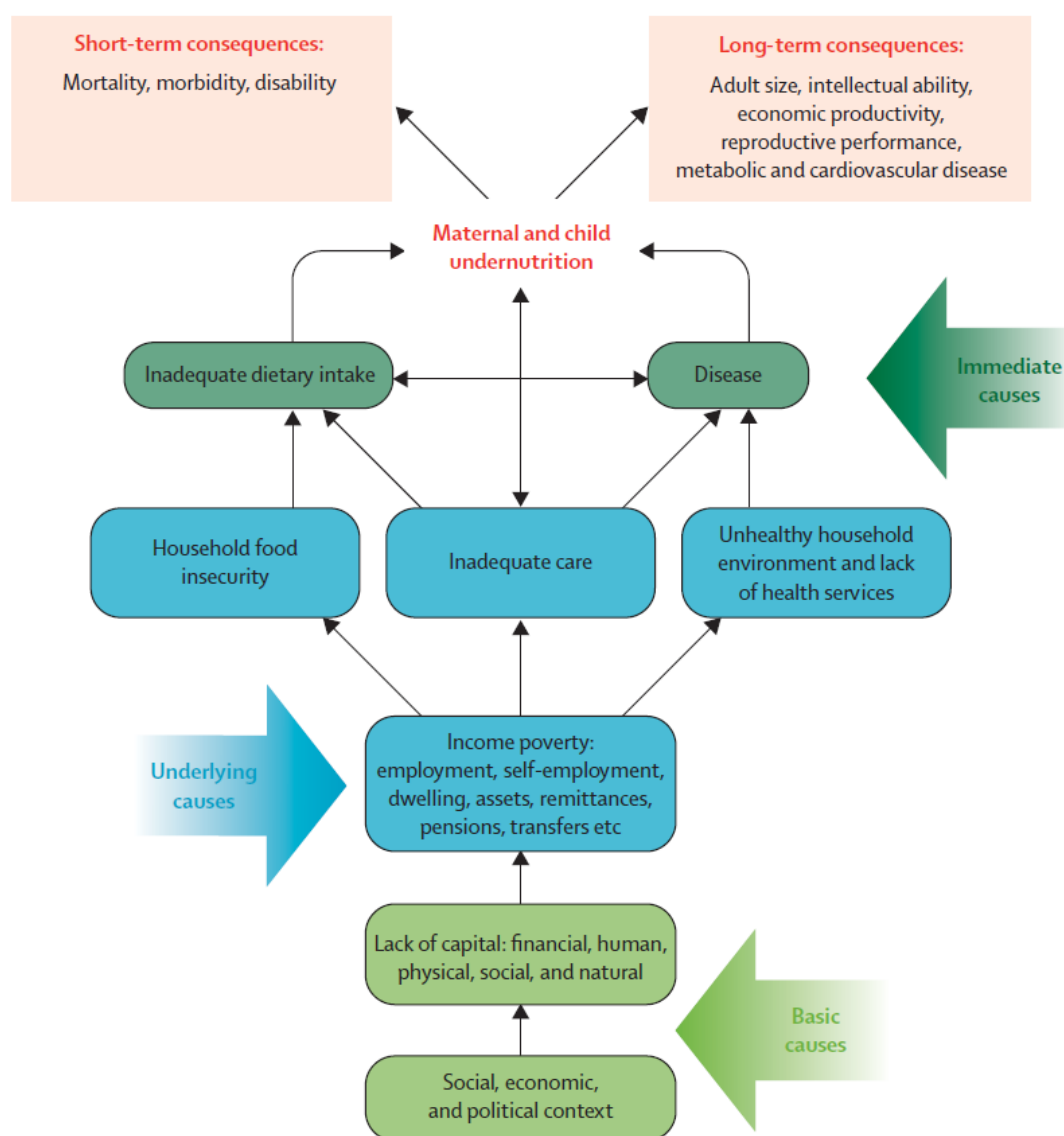 Short-term consequences:
Mortality, morbidity, disability
Long-term consequences:
Adult size, intellectual ability,
economic productivity,
reproductive performance,
metabolic and cardiovascular disease
Maternal and child
undernutrition
Inadequate dietary intake
Disease
Immediate
causes
Household food
insecurity
Inadequate care
Unhealthy household
environment and lack
of health services
Underlying
causes
Income poverty:
employment, self-employment,
dwelling, assets, remittances,
pensions, transfers etc
Lack of capital: financial, human,
physical, social, and natural
Basic
causes
Social, economic,
and political context